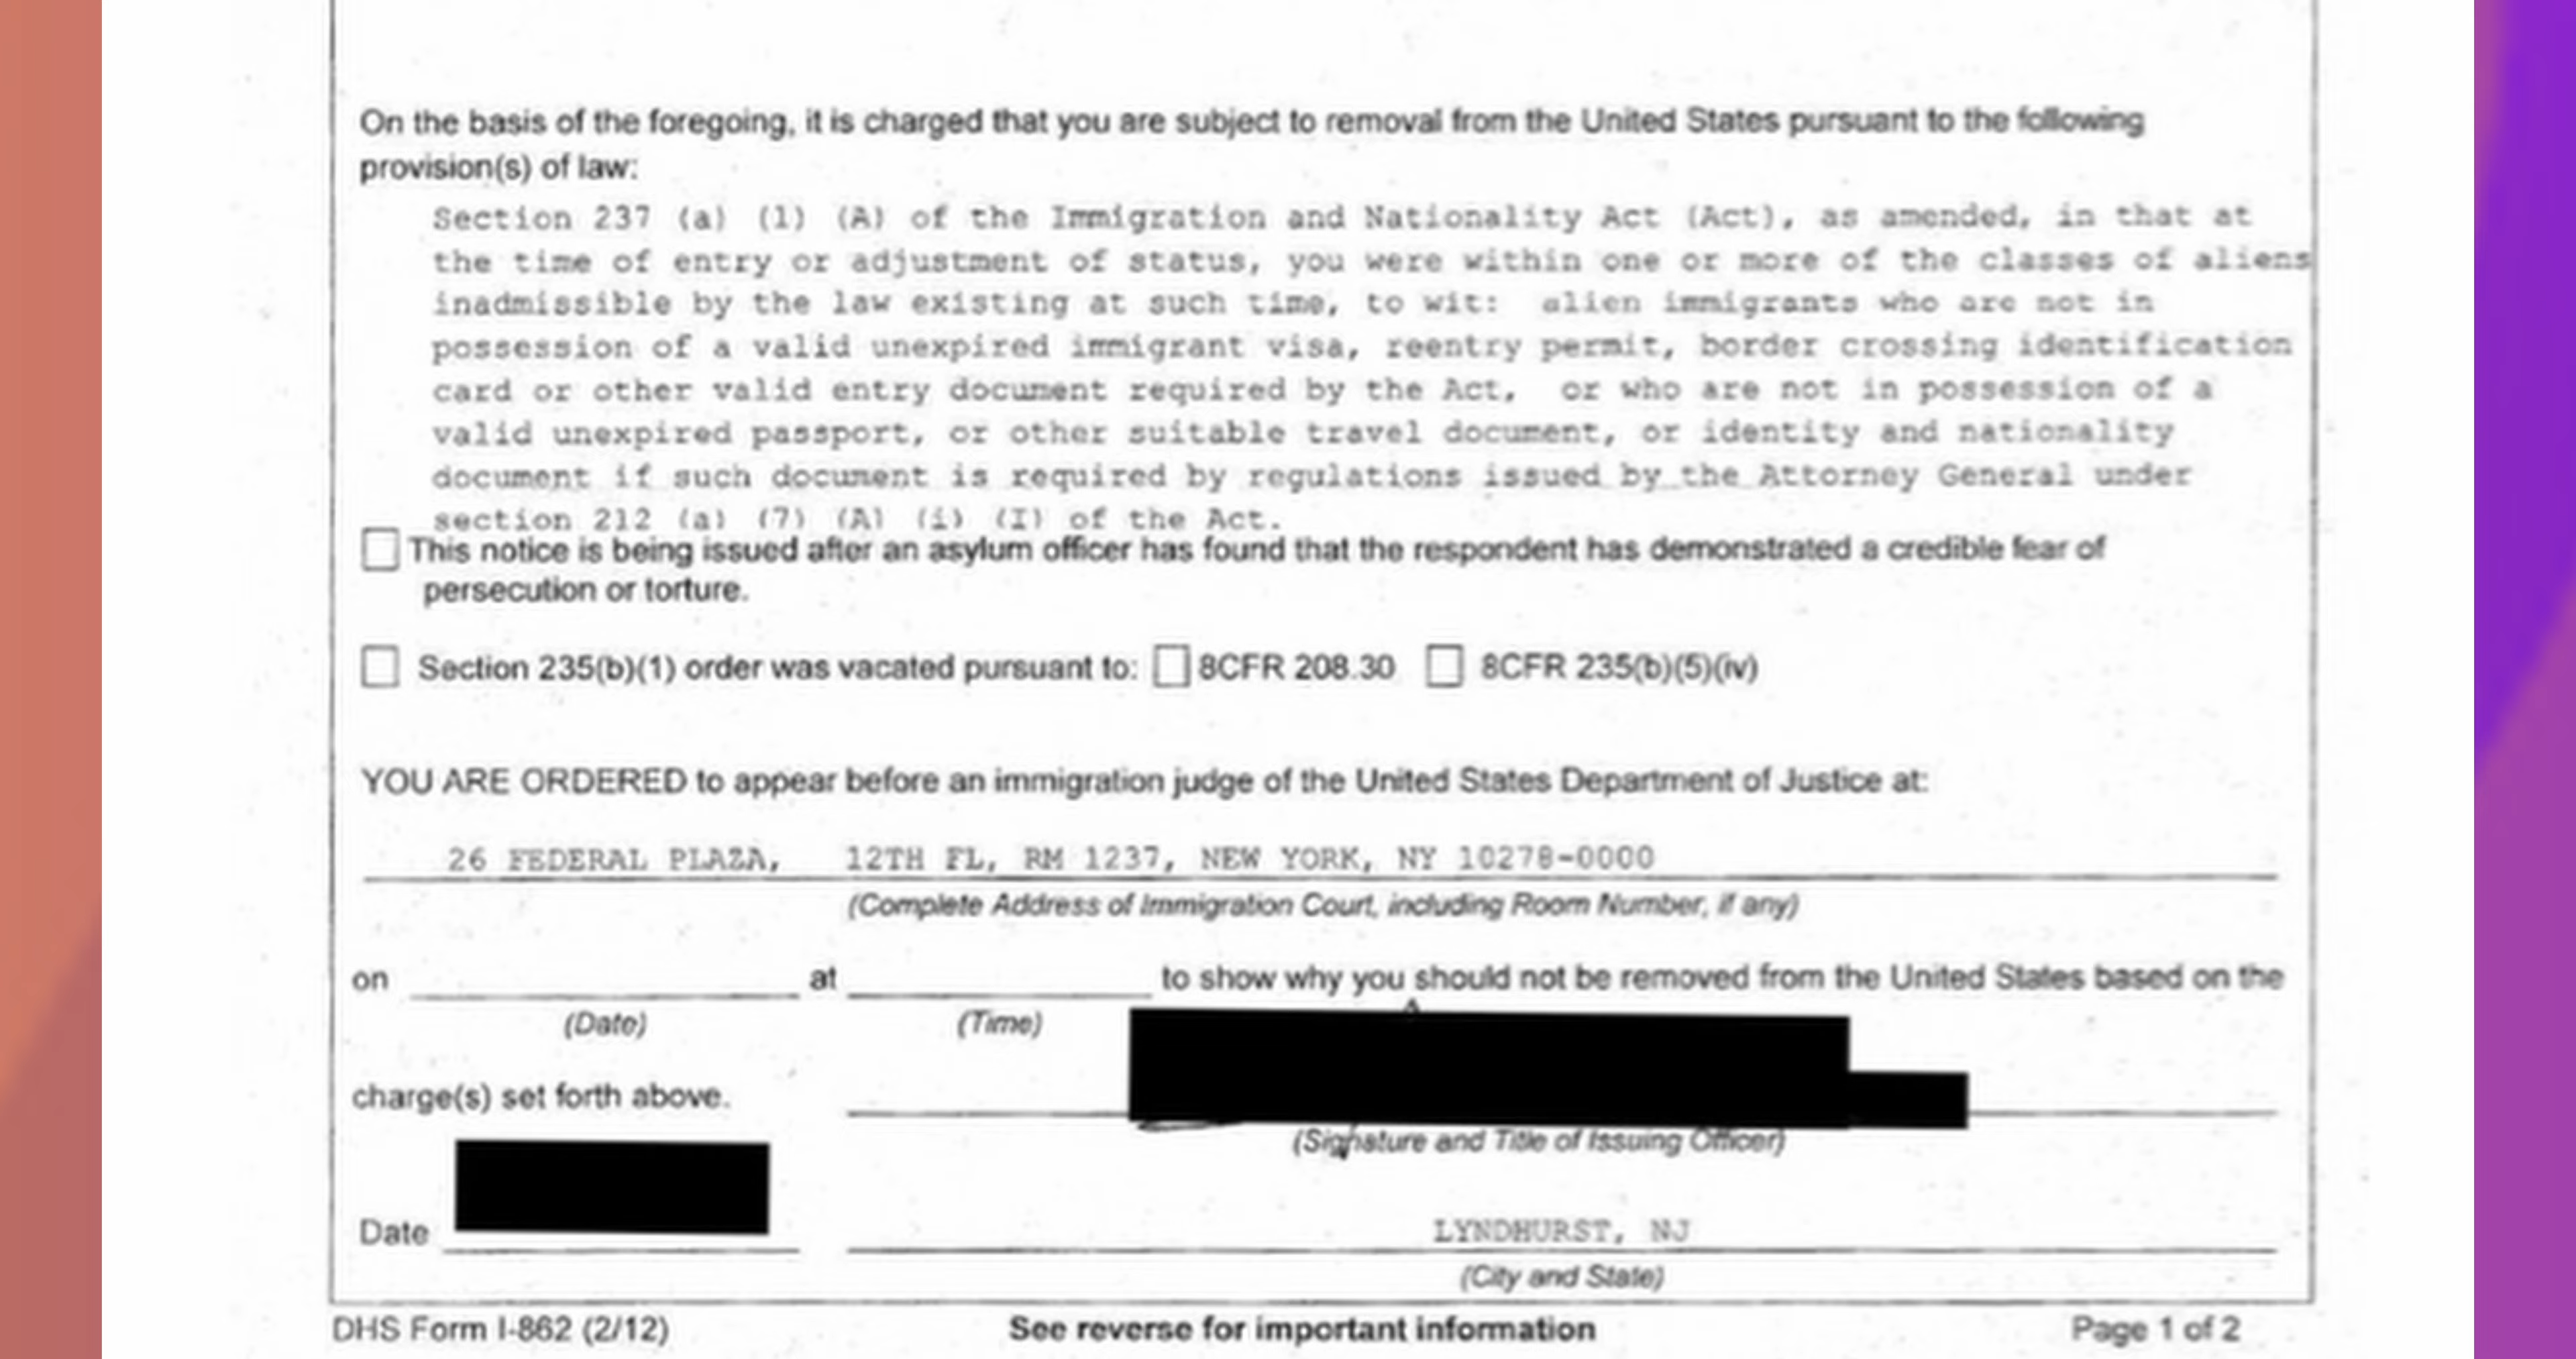 On the basis of the foregoing, it is charged that you are subject to removal from the United States pursuant to the following
provision(s) of law:
Section 237 (a) (1) (A) of the Immigration and Nationality Act (Act), as amended, in that at
the time of entry or adjustment of status, you were within one or more of the classes of aliens
inadmissible by the law existing at such time, to wit: alien immigrants who are not in
possession of a valid unexpired immigrant visa, reentry permit, border crossing identification
card or other valid entry document required by the Act, or who are not in possession of a
valid unexpired passport, or other suitable travel document, or identity and nationality
document if such document is required by regulations issued by the Attorney General under
section 212 (a) (7) (A) (i) (I) of the Act.
This notice is being issued after an asylum officer has found that the respondent has demonstrated a credible fear of
persecution or torture.
Section 235(b)(1) order was vacated pursuant to: 8CFR 208.30 8CFR 235(b)(5)(iv)
YOU ARE ORDERED to appear before an immigration judge of the United States Department of Justice at:
26 FEDERAL PLAZA, 12TH FL, RM 1237, NEW YORK, NY 10278-0000
(Complete Address of Immigration Court, including Room Number, if any)
on at to show why you should not be removed from the United States based on the
(Date) (Time)
charge(s) set forth above.
(Signature and Title of Issuing Officer)
Date LYNDHURST, NJ
(City and State)
DHS Form I-862 (2/12) See reverse for important information Page 1 of 2